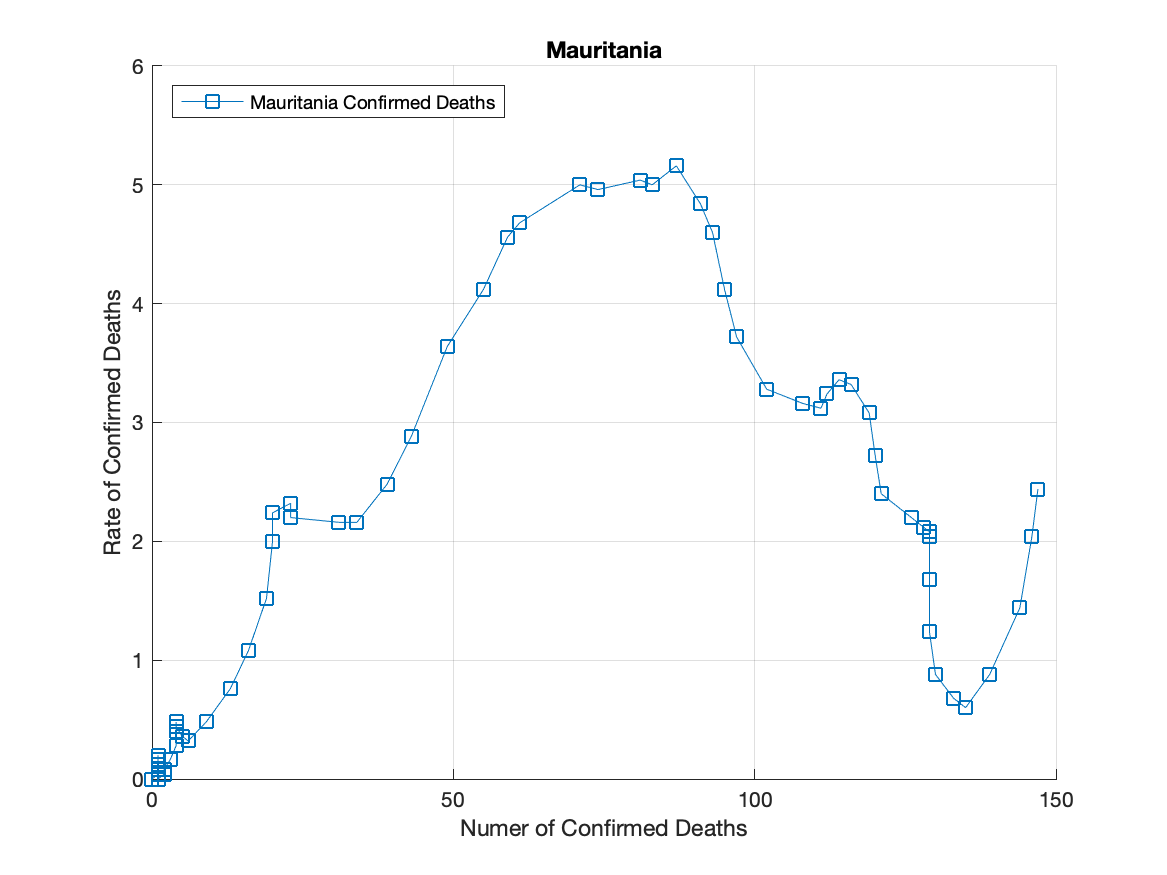 Mauritania
Mauritania Confirmed Deaths
6
5
4
3
2
1
0
Rate of Confirmed Deaths
0 50 100 150
Numer of Confirmed Deaths